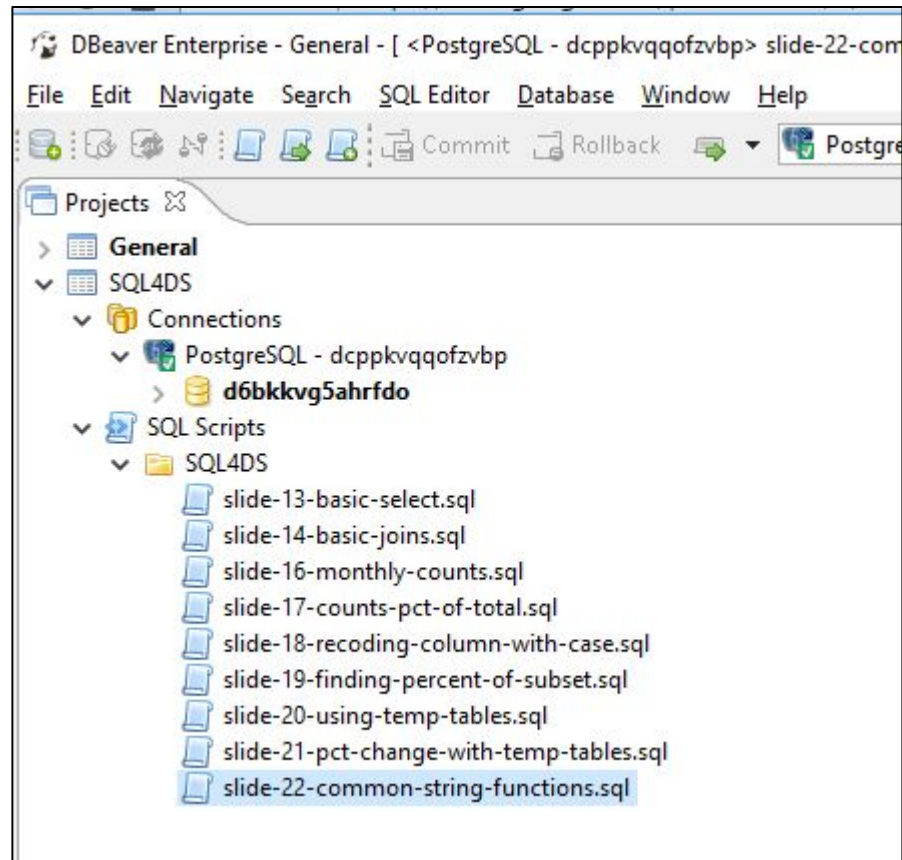 DBeaver Enterprise - General - [ <PostgreSQL - dcppkvqqofzvbp> slide-22-com
File Edit Navigate Search SQL Editor Database Window Help
Commit Rollback Postgre
Projects
General
SQL4DS
Connections
PostgreSQL - dcppkvqqofzvbp
d6bkkvg5ahrfdo
SQL Scripts
SQL4DS
slide-13-basic-select.sql
slide-14-basic-joins.sql
slide-16-monthly-counts.sql
slide-17-counts-pct-of-total.sql
slide-18-recoding-column-with-case.sql
slide-19-finding-percent-of-subset.sql
slide-20-using-temp-tables.sql
slide-21-pct-change-with-temp-tables.sql
slide-22-common-string-functions.sql